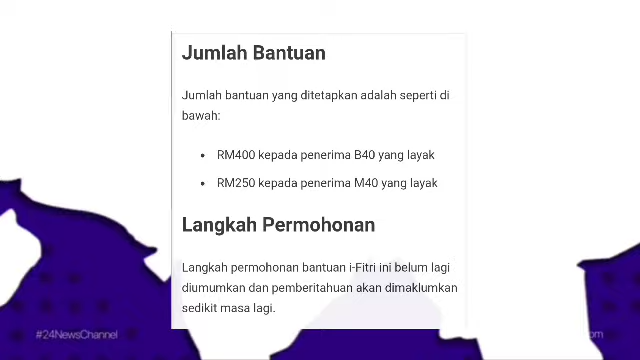 Jumlah Bantuan
Jumlah bantuan yang ditetapkan adalah seperti di
bawah:
• RM400 kepada penerima B40 yang layak
• RM250 kepada penerima M40 yang layak
Langkah Permohonan
Langkah permohonan bantuan i-Fitri ini belum lagi
diumumkan dan pemberitahuan akan dimaklumkan
sedikit masa lagi.
#24NewsChannel